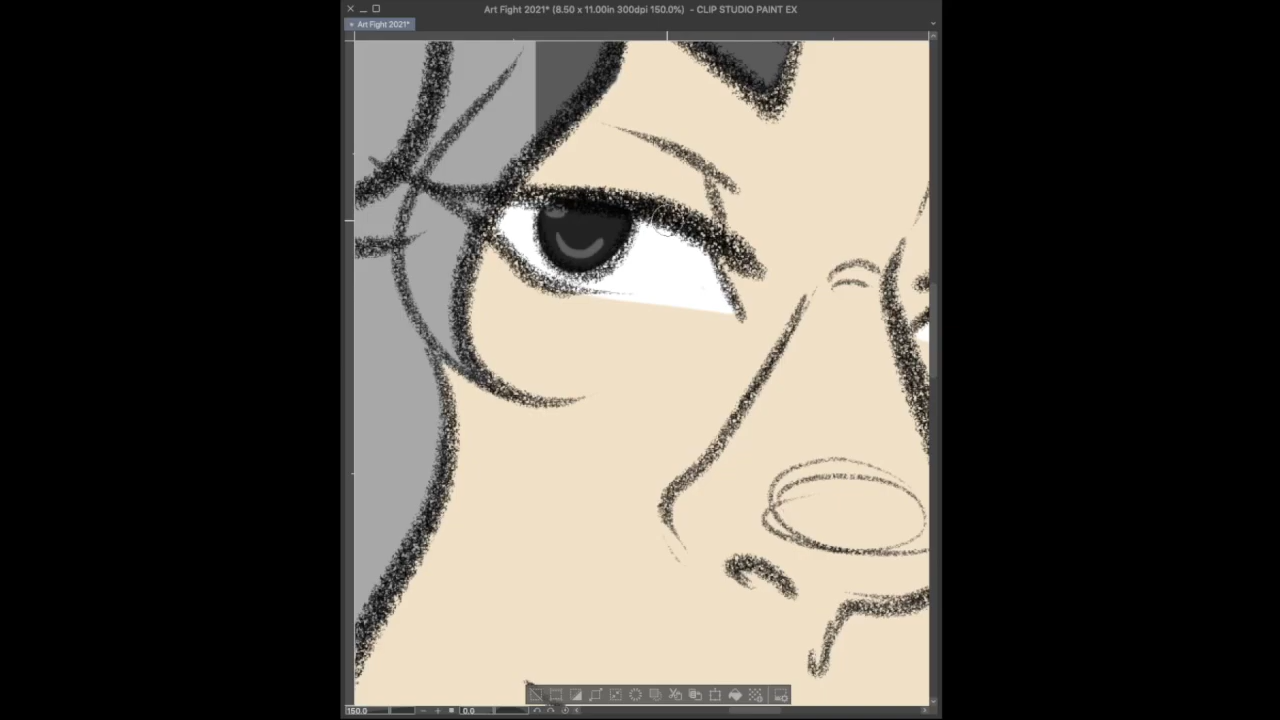 Art Fight 2021* (8.50 x 11.00in 300dpi 150.0%) - CLIP STUDIO PAINT EX
Art Fight 2021*
150.0
0.0